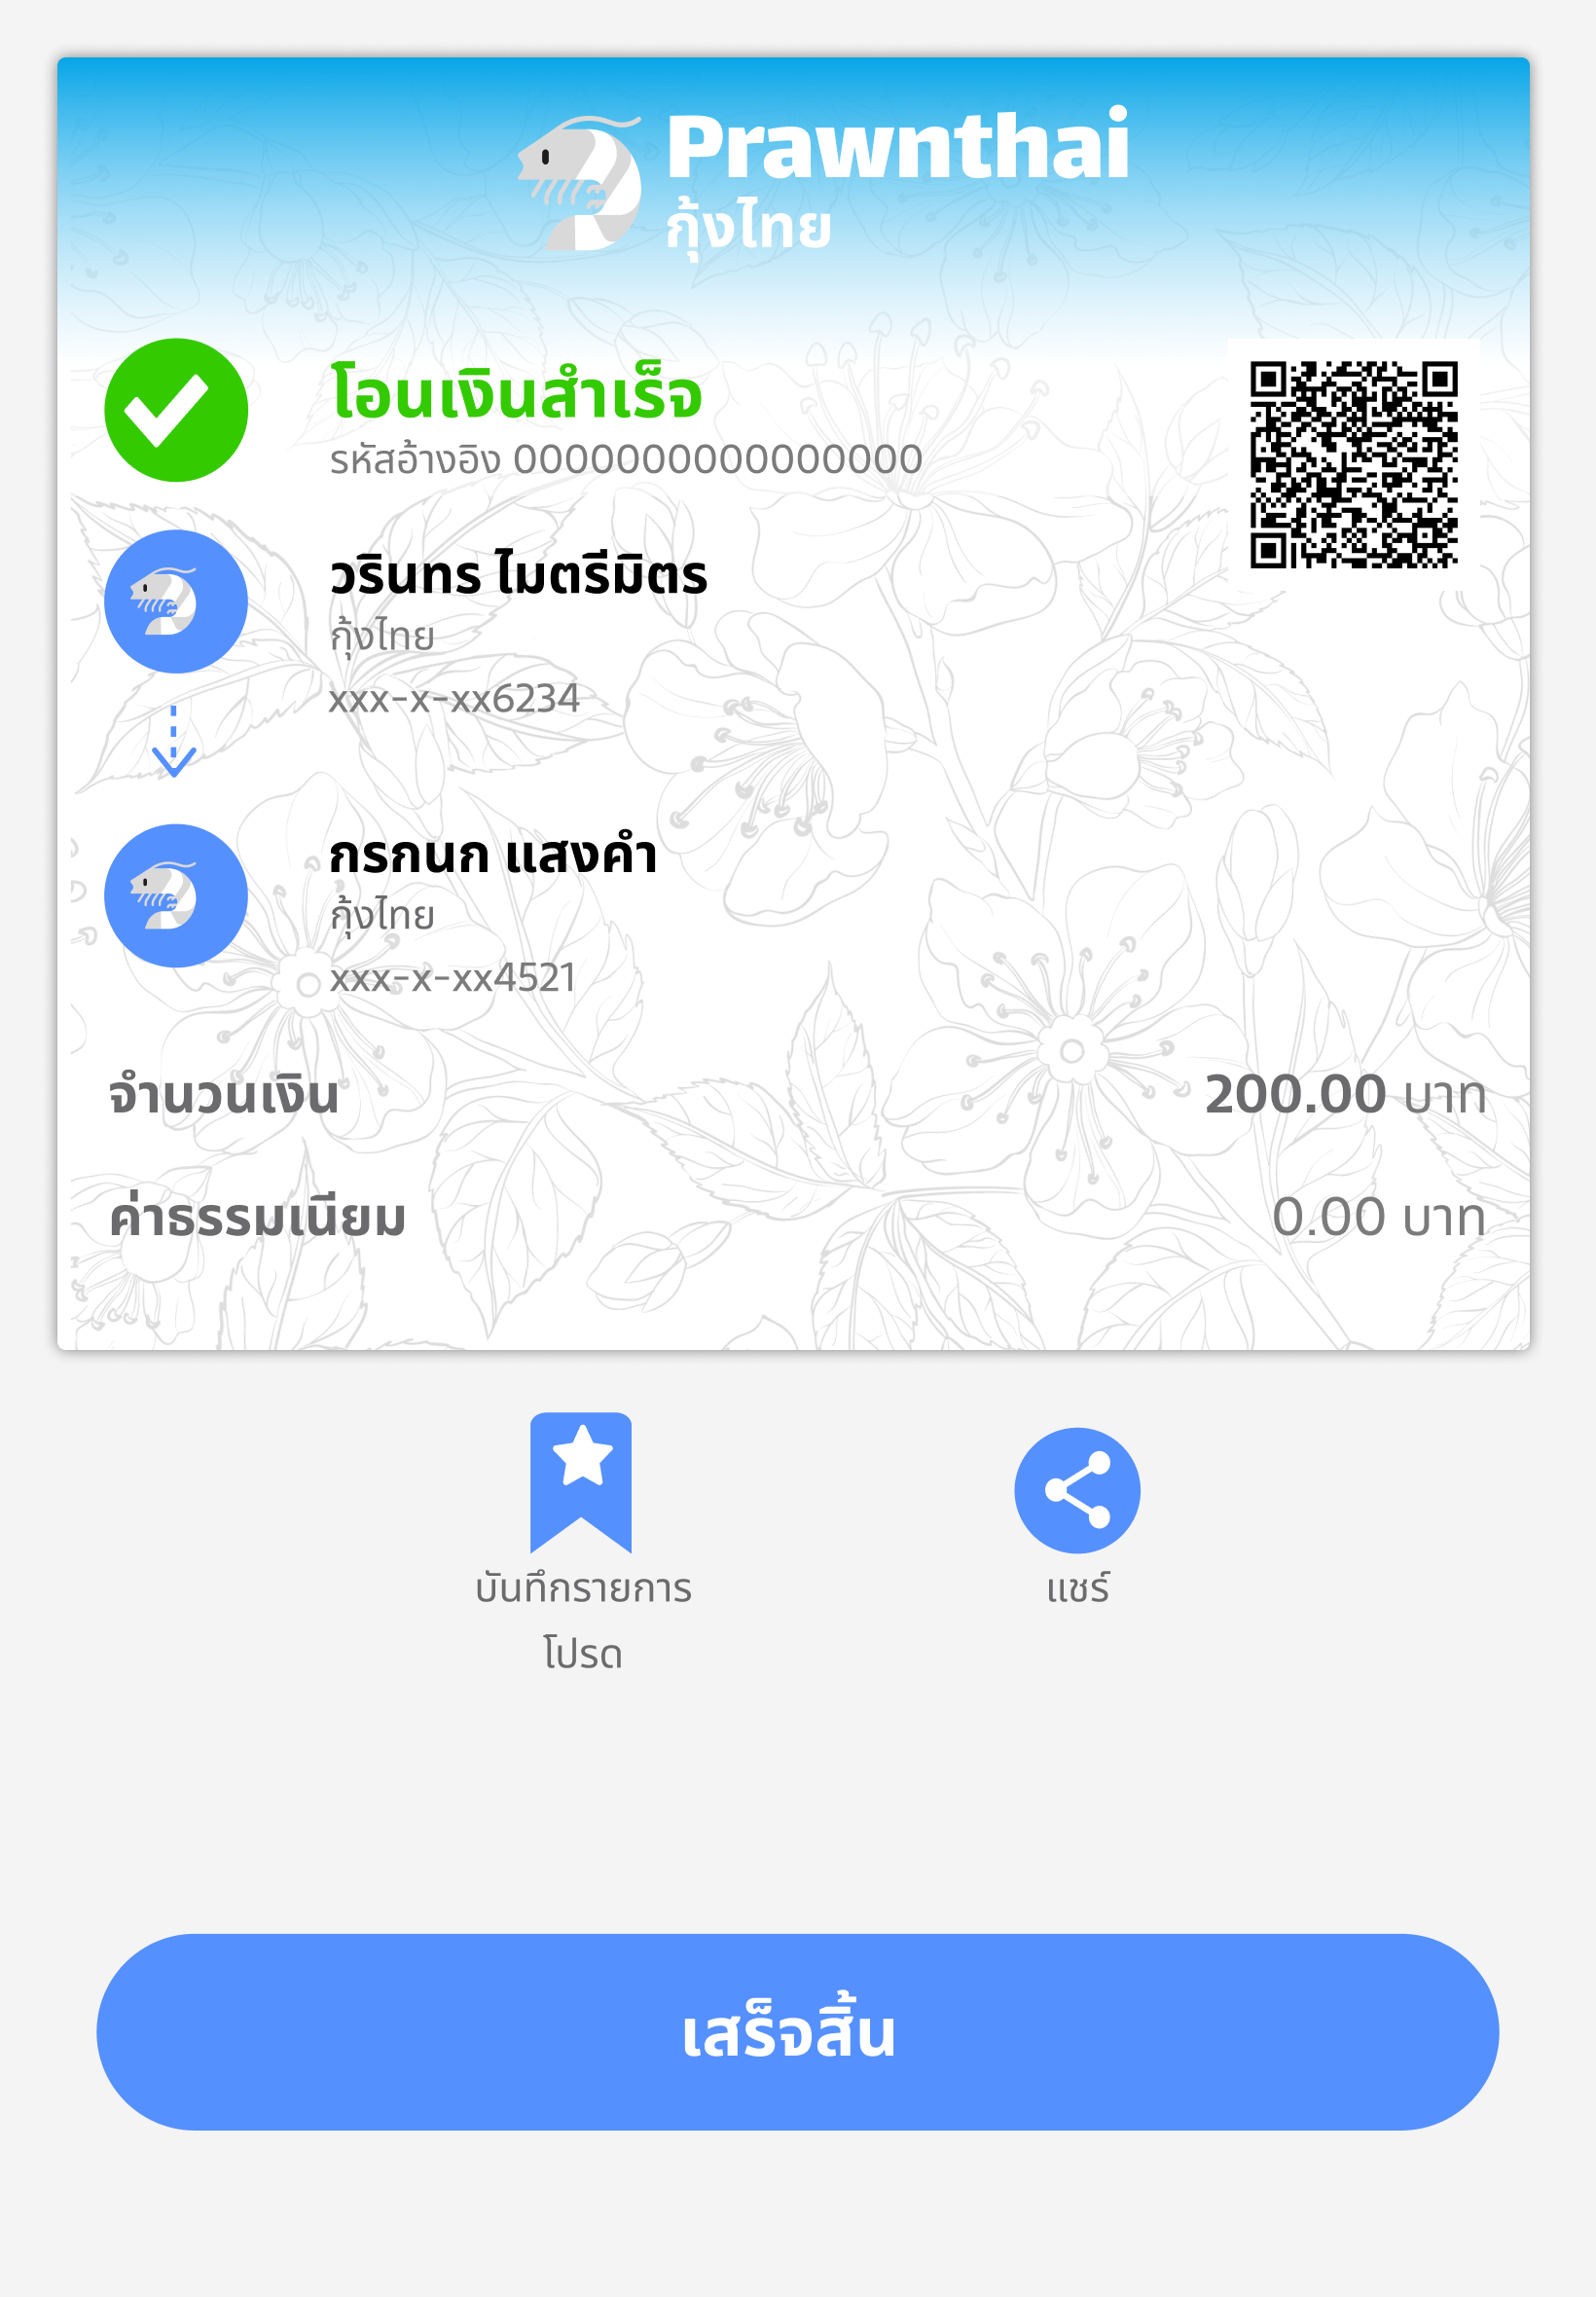 Prawnthai
กุ้งไทย
โอนเงินสำเร็จ
รหัสอ้างอิง 0000000000000000
วรินทร ไมตรีมิตร
กุ้งไทย
xxx-x-xx6234
กรกนก แสงคำ
กุ้งไทย
xxx-x-xx4521
จำนวนเงิน 200.00 บาท
ค่าธรรมเนียม 0.00 บาท
บันทึกรายการ
โปรด
แชร์
เสร็จสิ้น